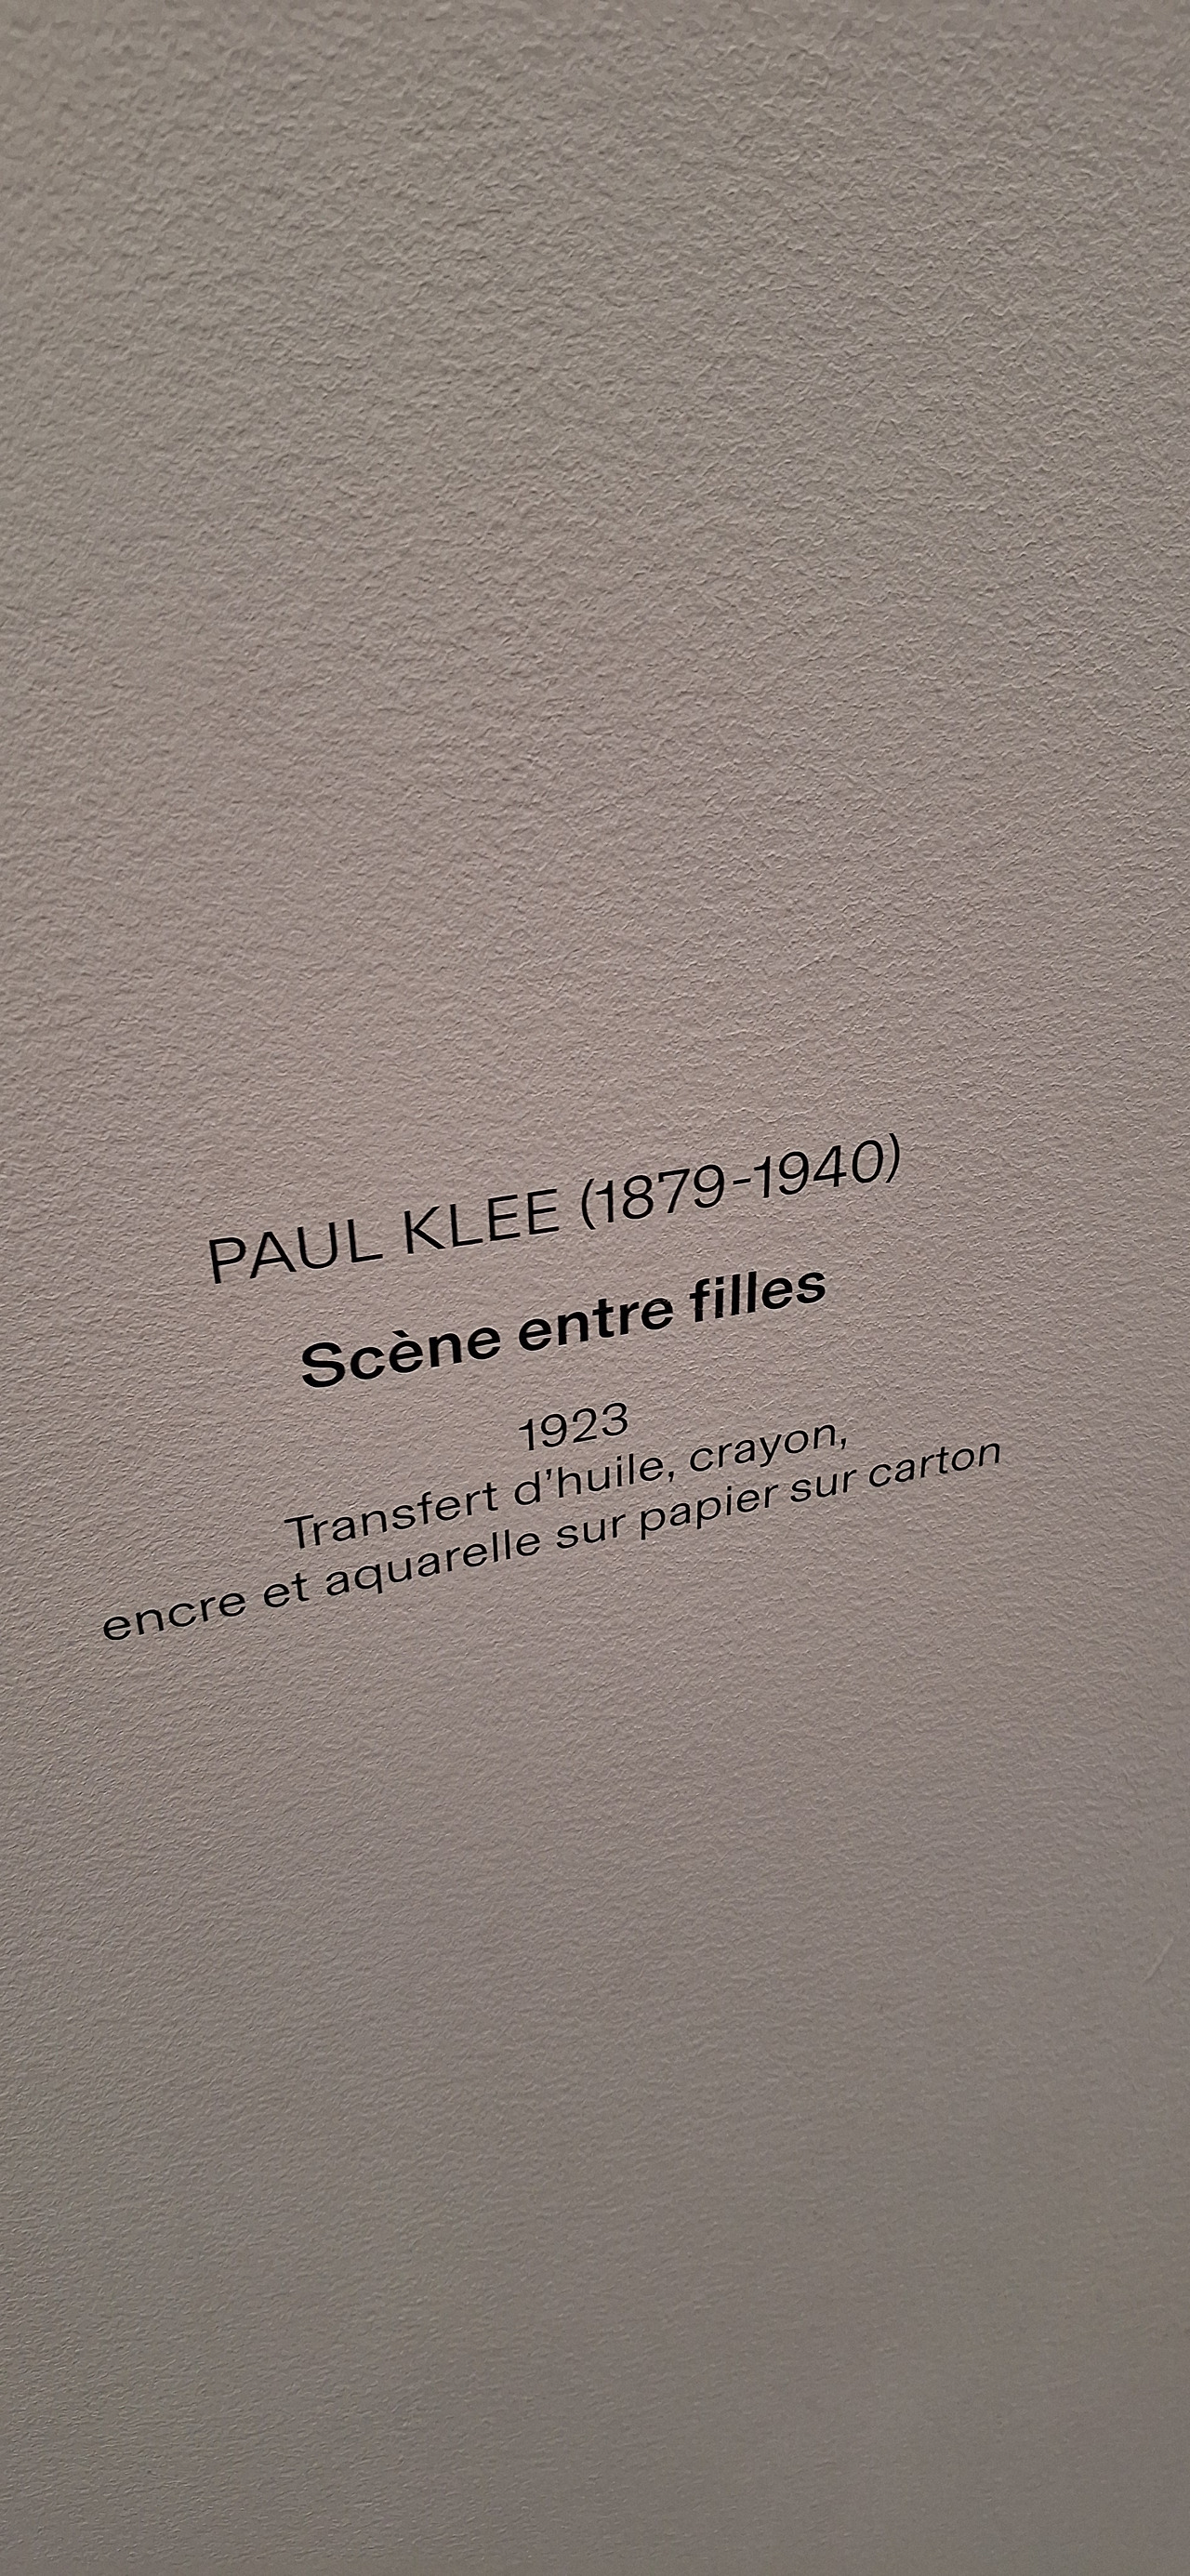 PAUL KLEE (1879-1940)
Scène entre filles
1923
Transfert d’huile, crayon,
encre et aquarelle sur papier sur carton